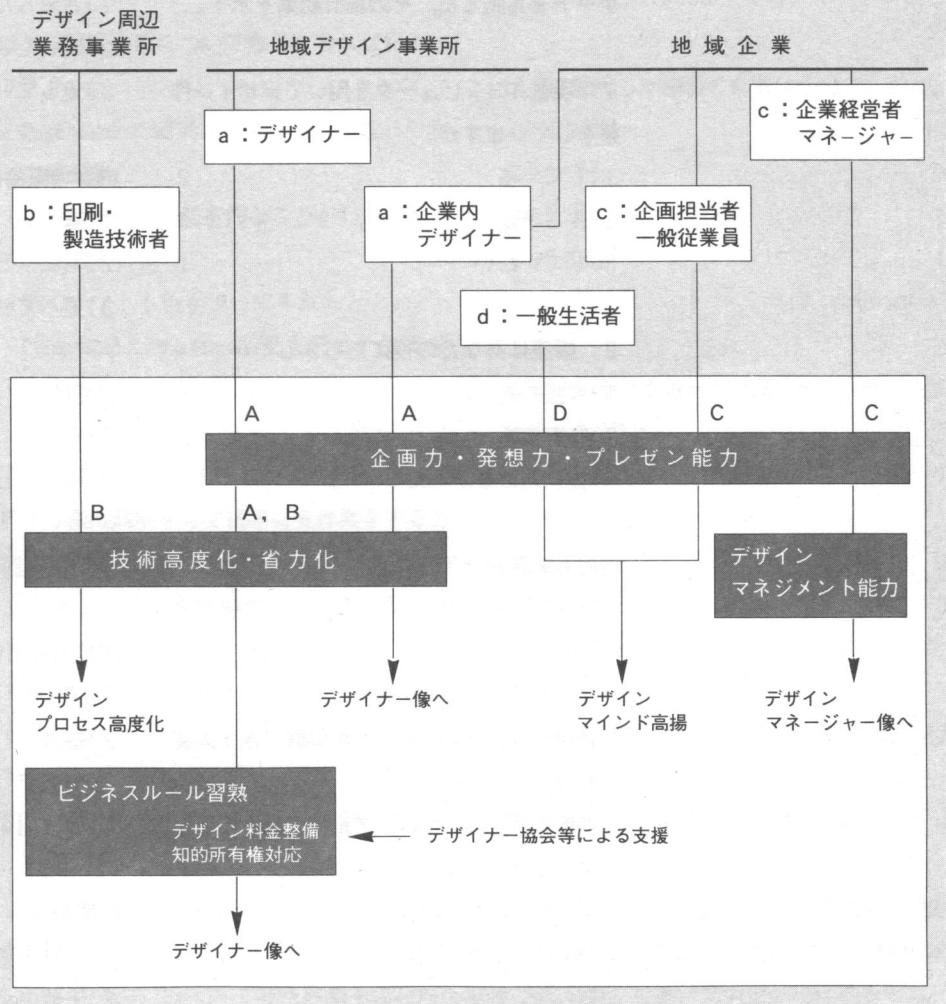 デザイン周辺
業務事業所
地域デザイン事業所
地域企業
a：デザイナー
c：企業経営者
マネ−ジャ−
b：印刷・
製造技術者
a：企業内
デザイナー
c：企画担当者
一般従業員
d：一般生活者
A
A
D
C
C
企画力・発想力・プレゼン能力
B
A，B
技術高度化・省力化
デザイン
マネジメント能力
デザイン
プロセス高度化
デザイナー像へ
デザイン
マインド高揚
デザイン
マネージャー像へ
ビジネスルール習熟
デザイン料金整備
知的所有権対応
デザイナー協会等による支援
デザイナー像へ